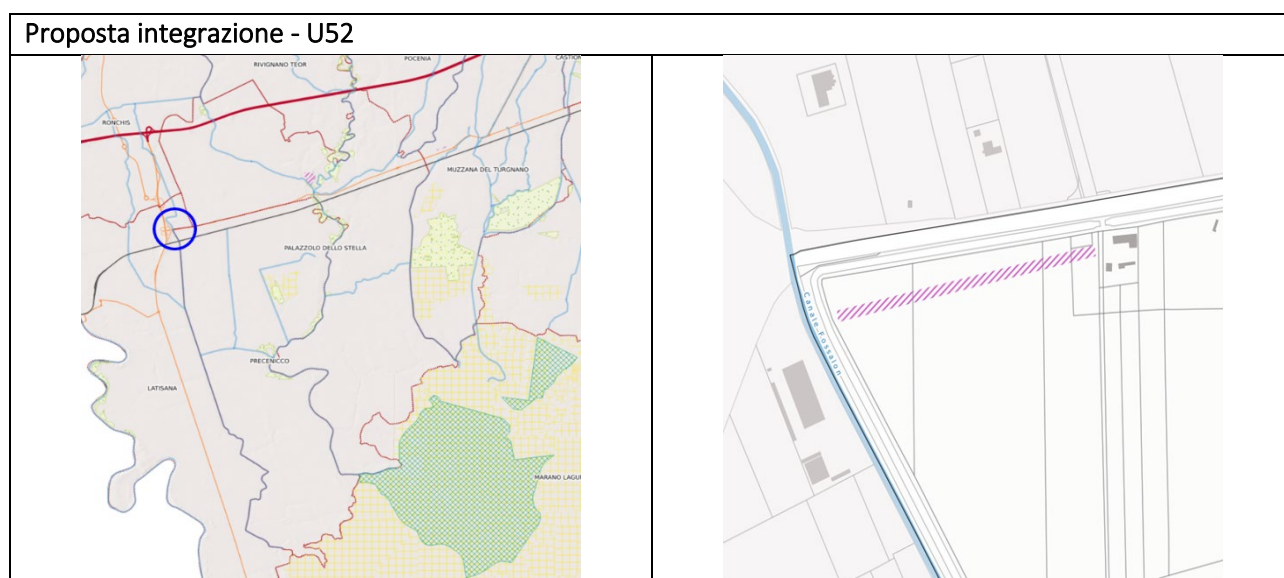 Proposta integrazione - U52
RIVIGNANO TEOR
POCENIA
CASTION
RONCHIS
MUZZANA DEL TURGNANO
PALAZZOLO DELLO STELLA
PRECENICCO
LATISANA
MARANO LAGU
Canale-Fossalon